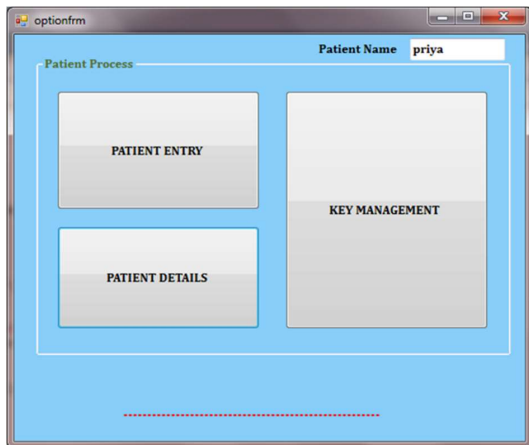 optionfrm
Patient Name priya
Patient Process
PATIENT ENTRY
KEY MANAGEMENT
PATIENT DETAILS